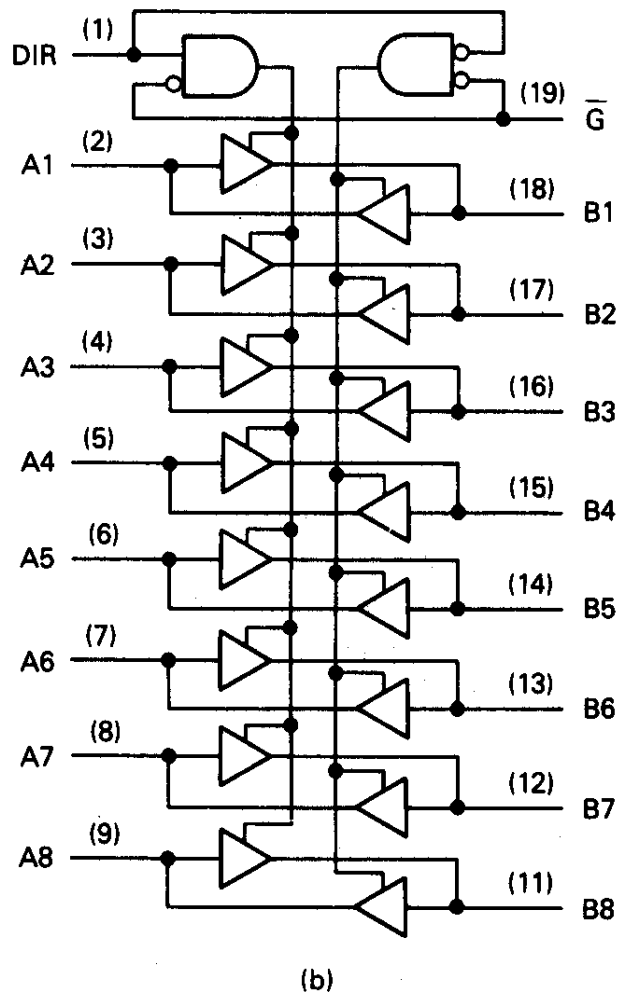 (1)
DIR
(19)
G̅
(2)
A1
(18)
B1
(3)
A2
(17)
B2
(4)
A3
(16)
B3
(5)
A4
(15)
B4
(6)
A5
(14)
B5
(7)
A6
(13)
B6
(8)
A7
(12)
B7
(9)
A8
(11)
B8
(b)